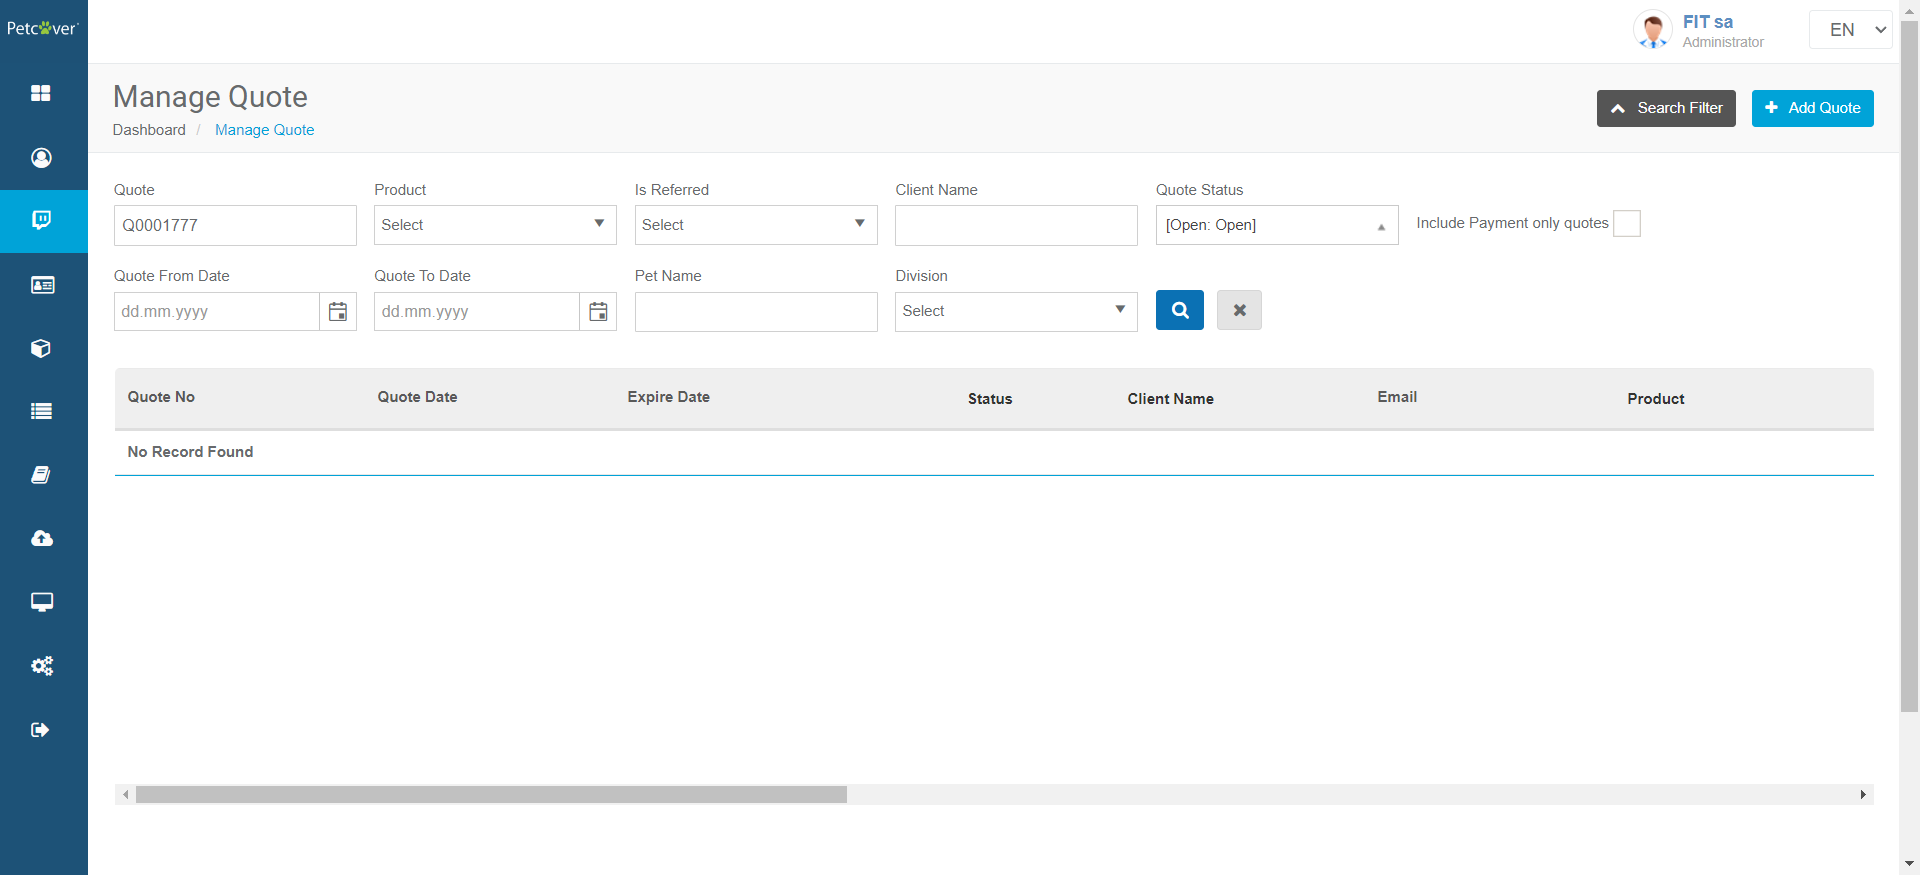 Petcover
FIT sa
Administrator
EN
Manage Quote
Dashboard / Manage Quote
Search Filter
Add Quote
Quote
Product
Is Referred
Client Name
Quote Status
Q0001777
Select
Select
[Open: Open]
Include Payment only quotes
Quote From Date
Quote To Date
Pet Name
Division
dd.mm.yyyy
dd.mm.yyyy
Select
Quote No
Quote Date
Expire Date
Status
Client Name
Email
Product
No Record Found